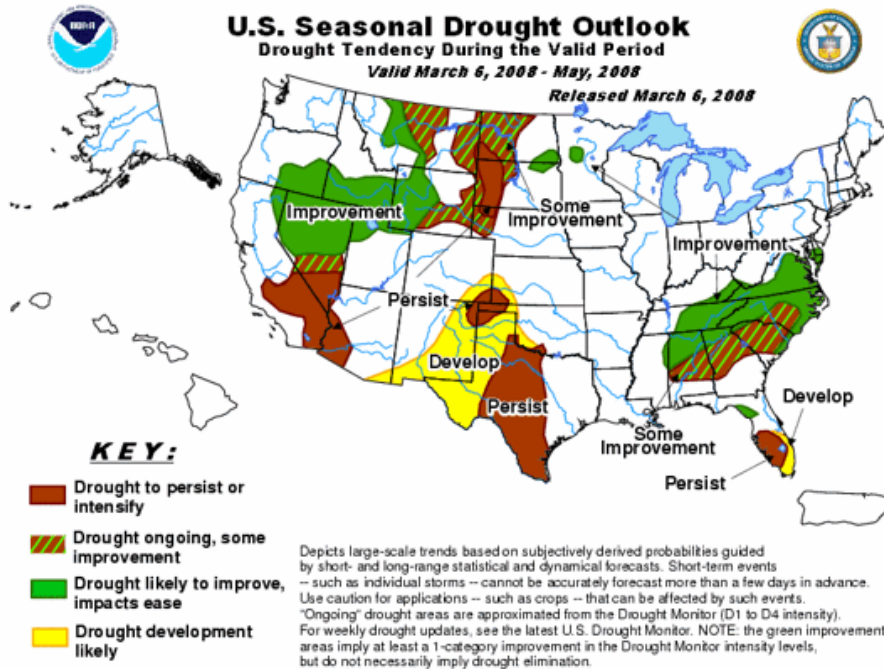 U.S. Seasonal Drought Outlook
Drought Tendency During the Valid Period
Valid March 6, 2008 - May, 2008
Released March 6, 2008
NOAA
Improvement
Some
Improvement
Improvement
Persist
Develop
Persist
Some
Improvement
Develop
Persist
KEY:
Drought to persist or
intensify
Drought ongoing, some
improvement
Drought likely to improve,
impacts ease
Drought development
likely
Depicts large-scale trends based on subjectively derived probabilities guided
by short- and long-range statistical and dynamical forecasts. Short-term events
-- such as individual storms -- cannot be accurately forecast more than a few days in advance.
Use caution for applications -- such as crops -- that can be affected by such events.
"Ongoing" drought areas are approximated from the Drought Monitor (D1 to D4 intensity).
For weekly drought updates, see the latest U.S. Drought Monitor. NOTE: the green improvement
areas imply at least a 1-category improvement in the Drought Monitor intensity levels,
but do not necessarily imply drought elimination.